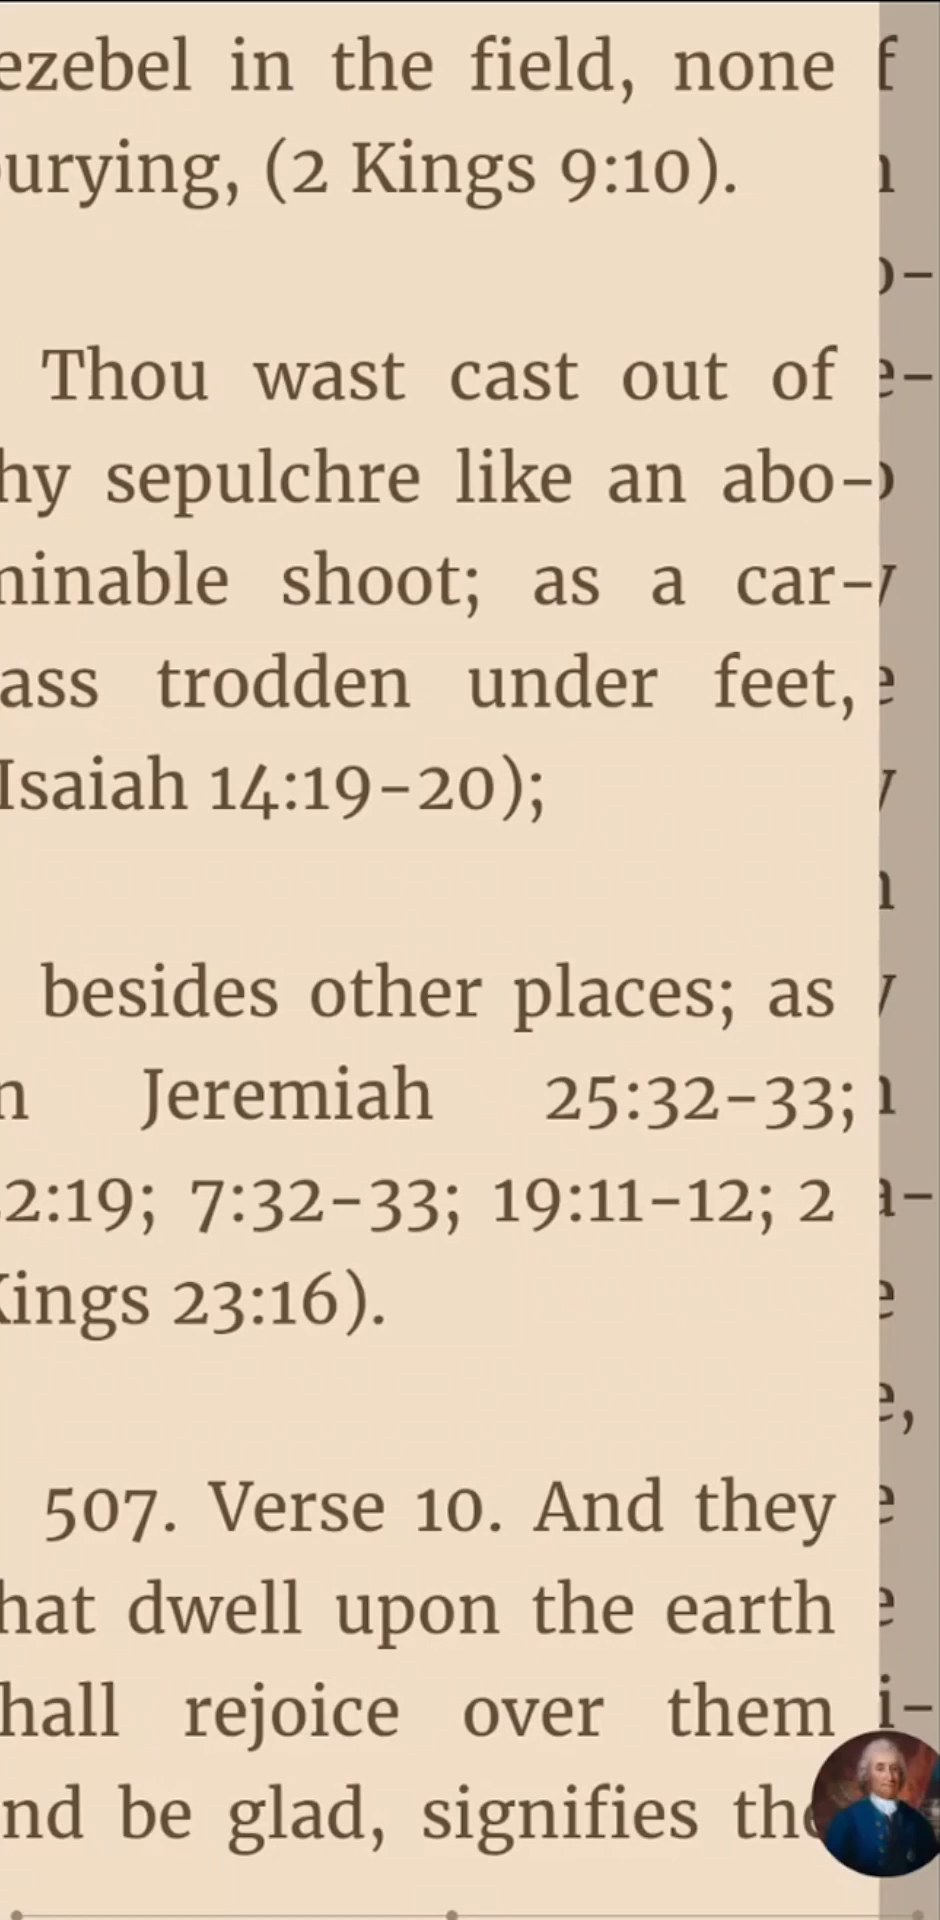 ezebel in the field, none
urying, (2 Kings 9:10).
Thou wast cast out of
hy sepulchre like an abo-
minable shoot; as a car-
ass trodden under feet,
Isaiah 14:19-20);
besides other places; as
n Jeremiah 25:32-33;
2:19; 7:32-33; 19:11-12; 2
Kings 23:16).
507. Verse 10. And they
hat dwell upon the earth
hall rejoice over them
nd be glad, signifies the